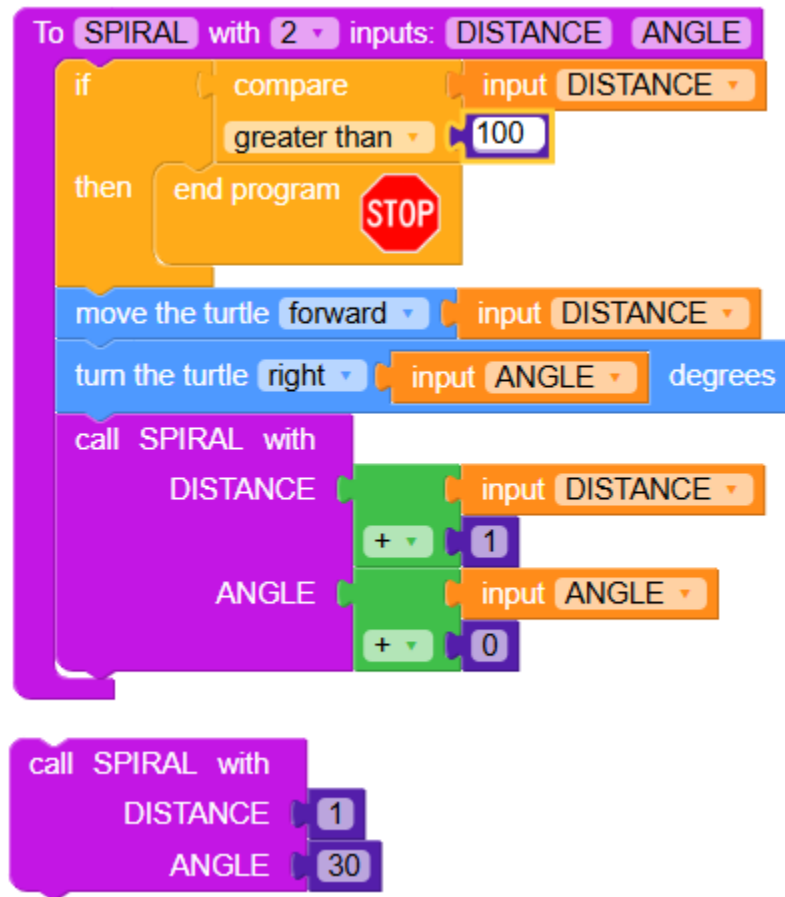 To SPIRAL with 2 inputs: DISTANCE ANGLE
if compare input DISTANCE
greater than 100
then end program STOP
move the turtle forward input DISTANCE
turn the turtle right input ANGLE degrees
call SPIRAL with
DISTANCE input DISTANCE
+ 1
ANGLE input ANGLE
+ 0
call SPIRAL with
DISTANCE 1
ANGLE 30